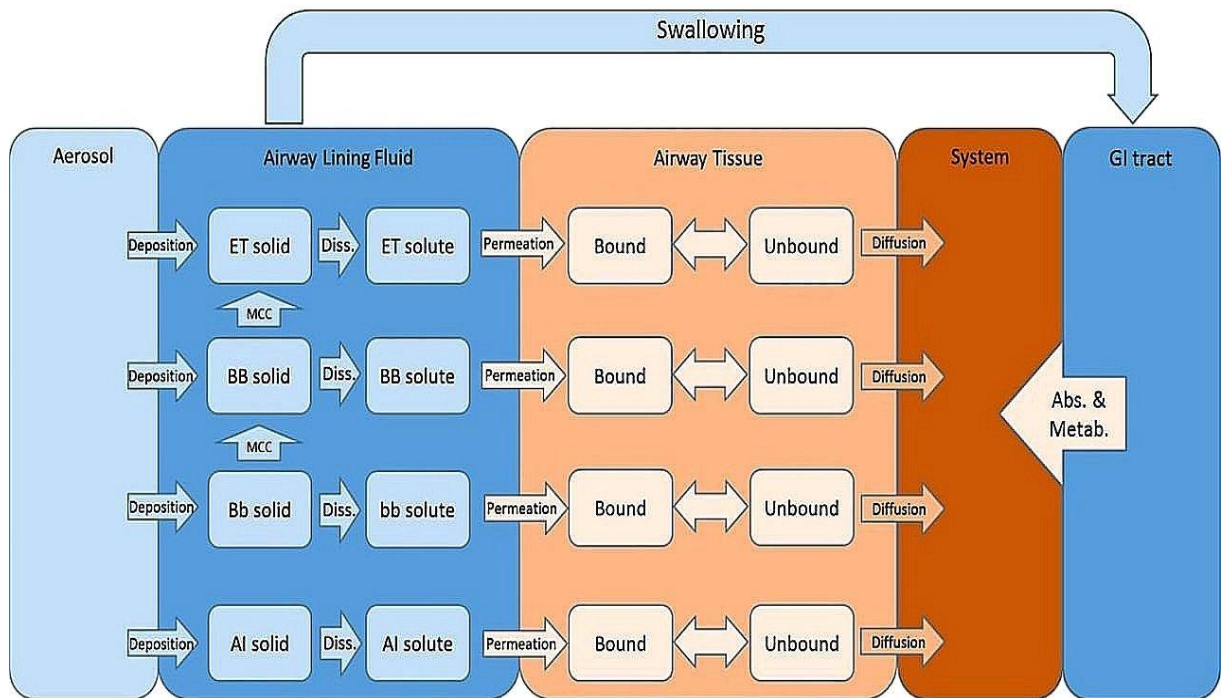 Swallowing
Aerosol
Airway Lining Fluid
Airway Tissue
System
GI tract
Deposition
ET solid
Diss.
ET solute
Permeation
Bound
Unbound
Diffusion
MCC
Deposition
BB solid
Diss.
BB solute
Permeation
Bound
Unbound
Diffusion
Abs. &
Metab.
MCC
Deposition
Bb solid
Diss.
bb solute
Permeation
Bound
Unbound
Diffusion
Deposition
AI solid
Diss.
AI solute
Permeation
Bound
Unbound
Diffusion